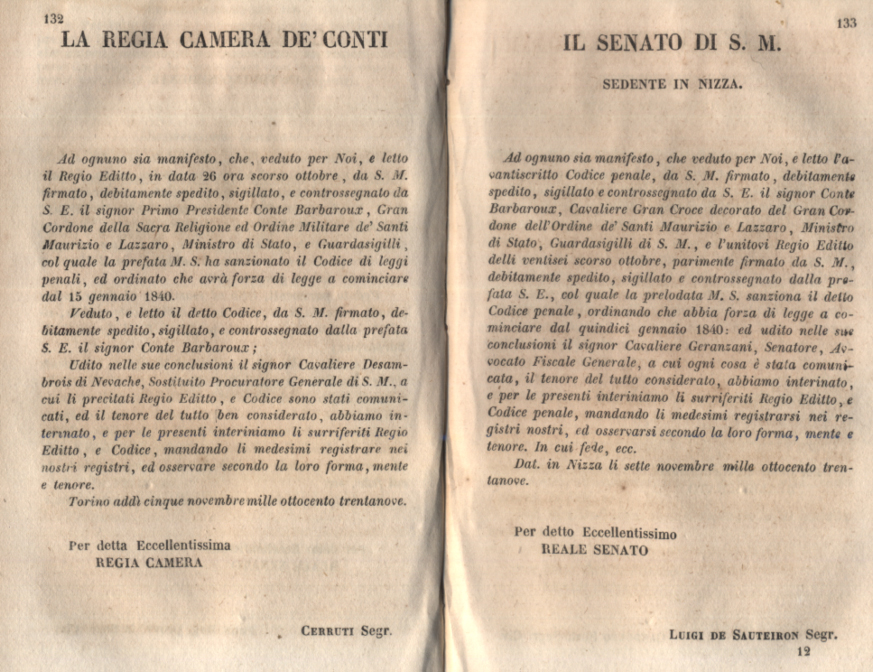 132
LA REGIA CAMERA DE' CONTI
Ad ognuno sia manifesto, che, veduto per Noi, e letto
il Regio Editto, in data 26 ora scorso ottobre, da S. M.
firmato, debitamente spedito, sigillato, e controssegnato da
S. E. il signor Primo Presidente Conte Barbaroux, Gran
Cordone della Sacra Religione ed Ordine Militare de' Santi
Maurizio e Lazzaro, Ministro di Stato, e Guardasigilli,
col quale la prefata M. S. ha sanzionato il Codice di leggi
penali, ed ordinato che avrà forza di legge a cominciare
dal 15 gennaio 1840.
Veduto, e letto il detto Codice, da S. M. firmato, de-
bitamente spedito, sigillato, e controssegnato dalla prefata
S. E. il signor Conte Barbaroux;
Udito nelle sue conclusioni il signor Cavaliere Desam-
brois di Nevache, Sostituito Procuratore Generale di S. M., a
cui li precitati Regio Editto, e Codice sono stati comuni-
cati, ed il tenore del tutto ben considerato, abbiamo in-
terinato, e per le presenti interiniamo li surriferiti Regio
Editto, e Codice, mandando li medesimi registrare nei
nostri registri, ed osservare secondo la loro forma, mente
e tenore.
Torino addì cinque novembre mille ottocento trentanove.
Per detta Eccellentissima
REGIA CAMERA
CERRUTI Segr.
133
IL SENATO DI S. M.
SEDENTE IN NIZZA.
Ad ognuno sia manifesto, che veduto per Noi, e letto l'a-
vantiscritto Codice penale, da S. M. firmato, debitamente
spedito, sigillato e controssegnato da S. E. il signor Conte
Barbaroux, Cavaliere Gran Croce decorato del Gran Cor-
done dell'Ordine de' Santi Maurizio e Lazzaro, Ministro
di Stato, Guardasigilli di S. M., e l'unitovi Regio Editto
delli ventisei scorso ottobre, parimente firmato da S. M.,
debitamente spedito, sigillato e controssegnato dalla pre-
fata S. E., col quale la prelodata M. S. sanziona il detto
Codice penale, ordinando che abbia forza di legge a co-
minciare dal quindici gennaio 1840: ed udito nelle sue
conclusioni il signor Cavaliere Geranzani, Senatore, Av-
vocato Fiscale Generale, a cui ogni cosa è stata comuni-
cata, il tenore del tutto considerato, abbiamo interinato,
e per le presenti interiniamo li surriferiti Regio Editto, e
Codice penale, mandando li medesimi registrarsi nei re-
gistri nostri, ed osservarsi secondo la loro forma, mente e
tenore. In cui fede, ecc.
Dat. in Nizza li sette novembre mille ottocento tren-
tanove.
Per detto Eccellentissimo
REALE SENATO
LUIGI DE SAUTEIRON Segr.
12